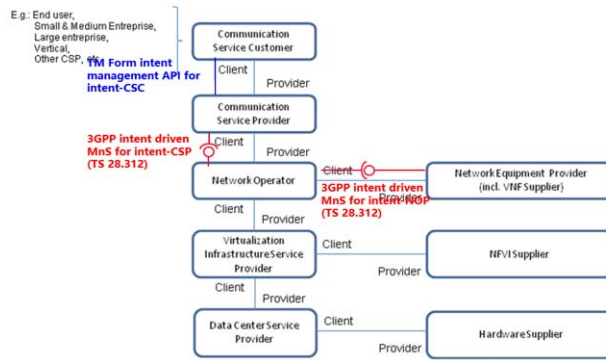 E.g.: End user,
Small & Medium Entreprise,
Large entreprise,
Vertical,
Other CSP, etc.
TM Form intent
management API for
intent-CSC
Communication
Service Customer
Client
Provider
Communication
Service Provider
3GPP intent driven
MnS for intent-CSP
(TS 28.312)
Client
Provider
Network Operator
Client
Provider
3GPP intent driven
MnS for intent-NOP
(TS 28.312)
Network Equipment Provider
(incl. VNF Supplier)
Client
Provider
Virtualization
Infrastructure Service
Provider
Client
Provider
NFVI Supplier
Client
Provider
Data Center Service
Provider
Client
Provider
Hardware Supplier